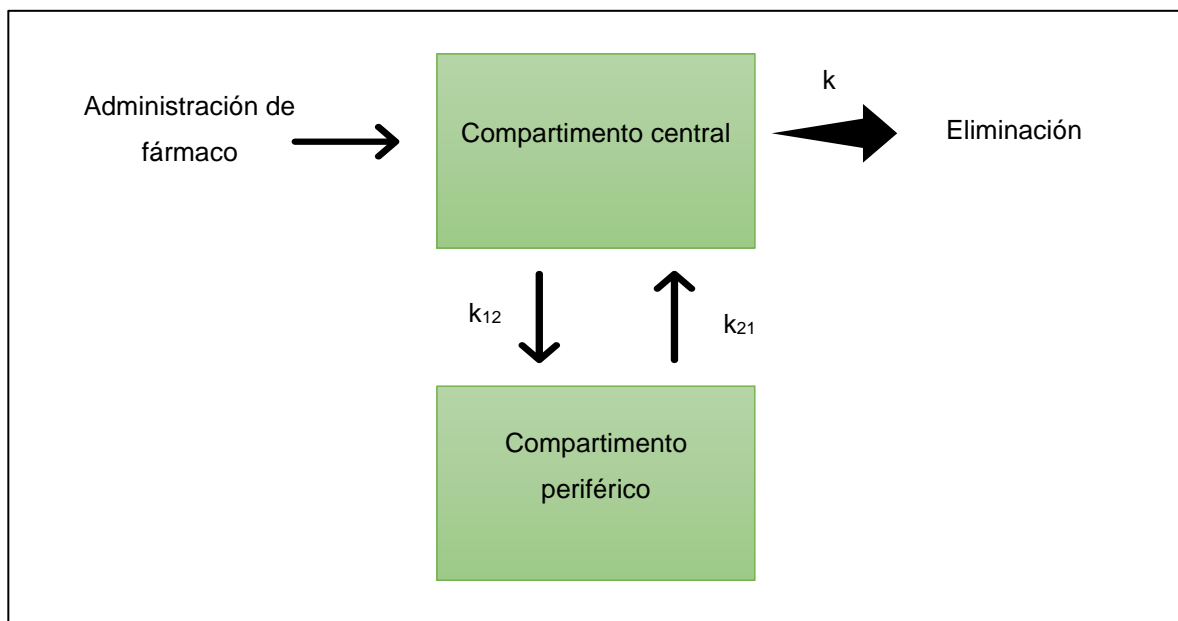 Administración de
fármaco
Compartimento central
k
Eliminación
k12
k21
Compartimento
periférico